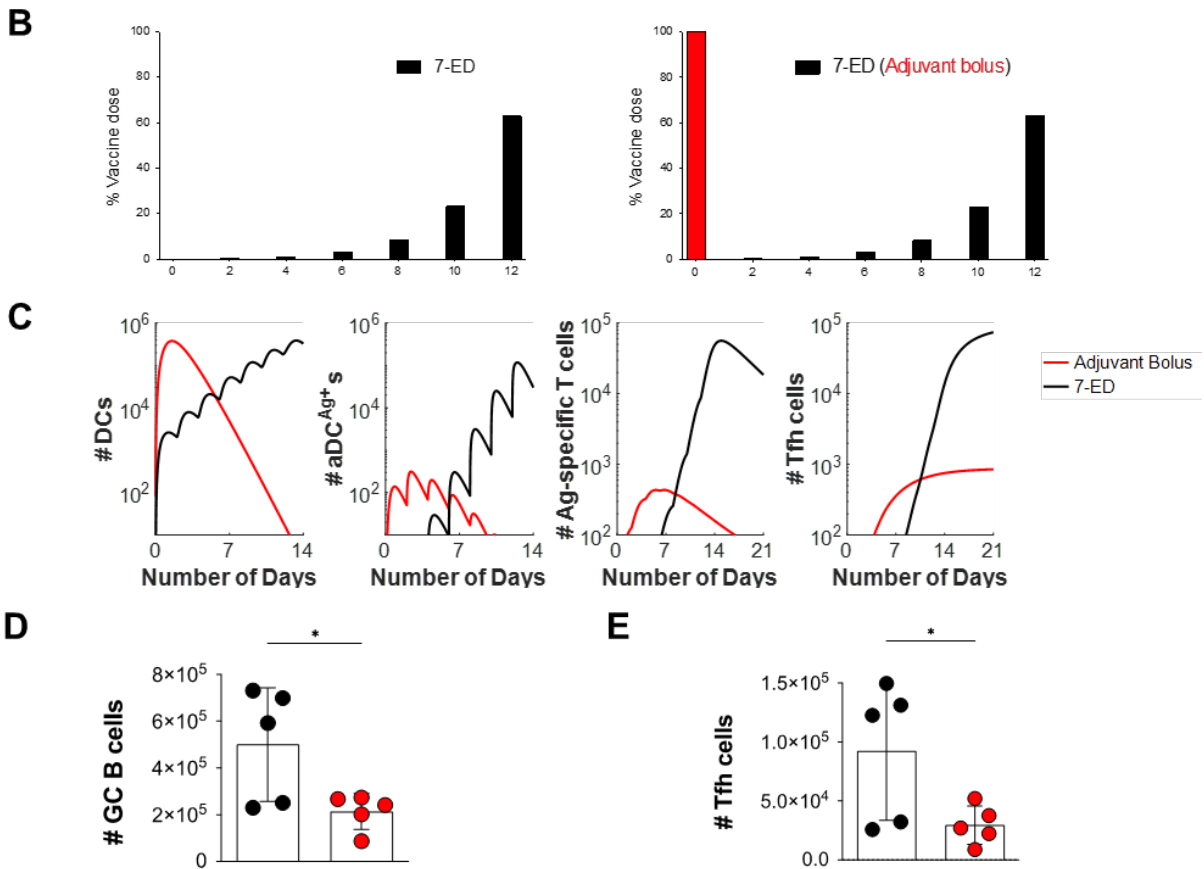 B
% Vaccine dose
100
80
60
40
20
0
0 2 4 6 8 10 12
7-ED
% Vaccine dose
100
80
60
40
20
0
0 2 4 6 8 10 12
7-ED (Adjuvant bolus)
C
# DCs
10⁶
10⁴
10²
0 7 14
Number of Days
# aDCᴬᵍ⁺ s
10⁶
10⁴
10²
7 14
Number of Days
# Ag-specific T cells
10⁵
10⁴
10³
10²
0 7 14 21
Number of Days
# Tfh cells
10⁵
10⁴
10³
10²
0 7 14 21
Number of Days
Adjuvant Bolus
7-ED
D
*
# GC B cells
8×10⁵
6×10⁵
4×10⁵
2×10⁵
0
E
*
# Tfh cells
1.5×10⁵
1.0×10⁵
5.0×10⁴
0.0